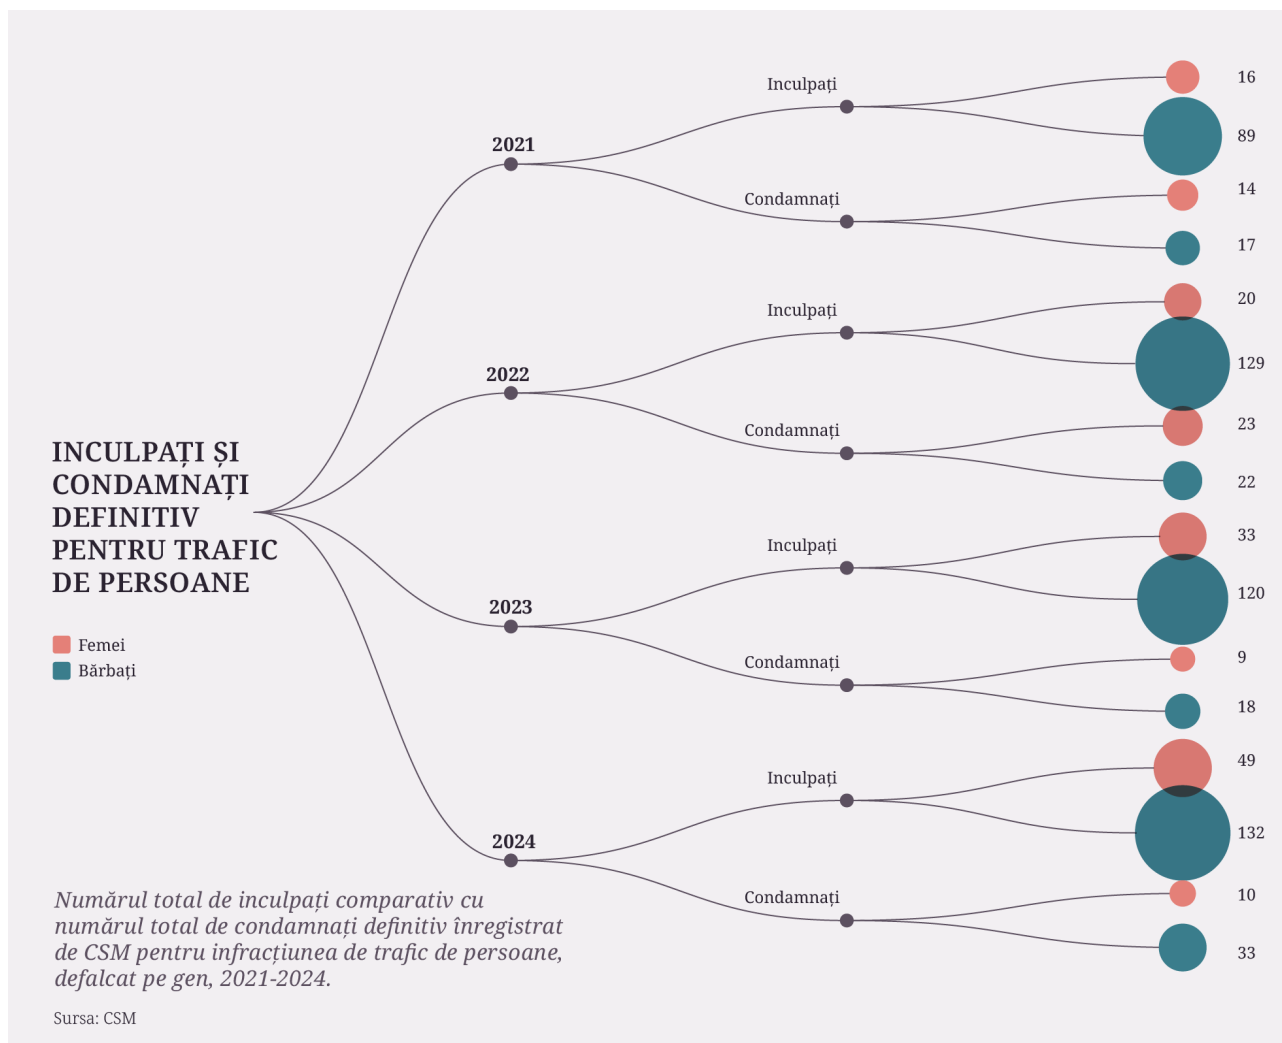 INCULPAȚI ȘI
CONDAMNAȚI
DEFINITIV
PENTRU TRAFIC
DE PERSOANE
Femei
Bărbați
2021
Inculpați
16
89
Condamnați
14
17
2022
Inculpați
20
129
Condamnați
23
22
2023
Inculpați
33
120
Condamnați
9
18
2024
Inculpați
49
132
Condamnați
10
33
Numărul total de inculpați comparativ cu
numărul total de condamnați definitiv înregistrat
de CSM pentru infracțiunea de trafic de persoane,
defalcat pe gen, 2021-2024.
Sursa: CSM